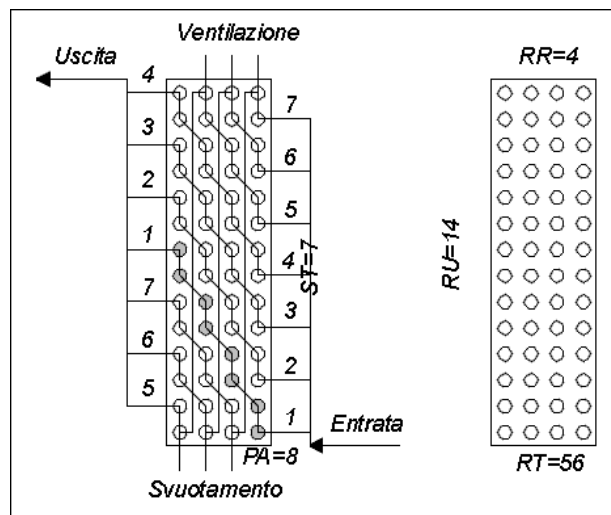 Ventilazione
Uscita
4
3
2
1
7
6
5
7
6
5
4
3
2
1
ST=7
Entrata
PA=8
Svuotamento
RR=4
RU=14
RT=56